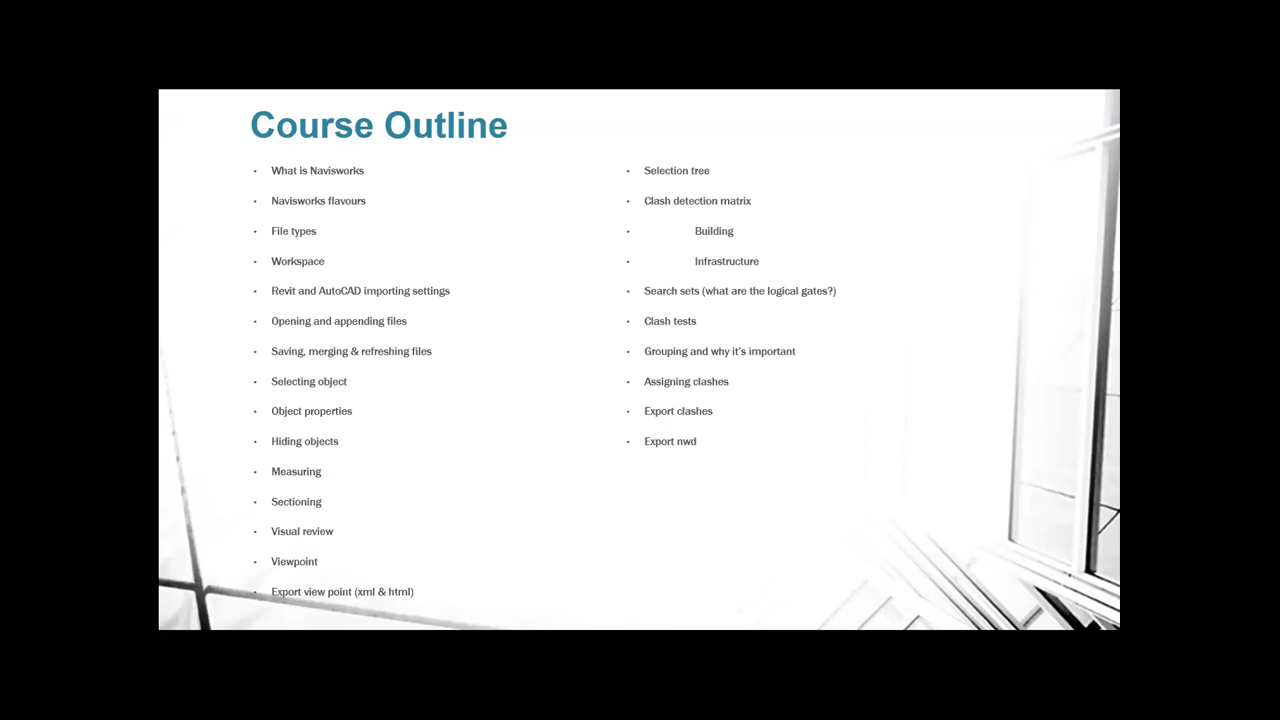 Course Outline
• What is Navisworks
• Navisworks flavours
• File types
• Workspace
• Revit and AutoCAD importing settings
• Opening and appending files
• Saving, merging & refreshing files
• Selecting object
• Object properties
• Hiding objects
• Measuring
• Sectioning
• Visual review
• Viewpoint
• Export view point (xml & html)
• Selection tree
• Clash detection matrix
• Building
• Infrastructure
• Search sets (what are the logical gates?)
• Clash tests
• Grouping and why it's important
• Assigning clashes
• Export clashes
• Export nwd